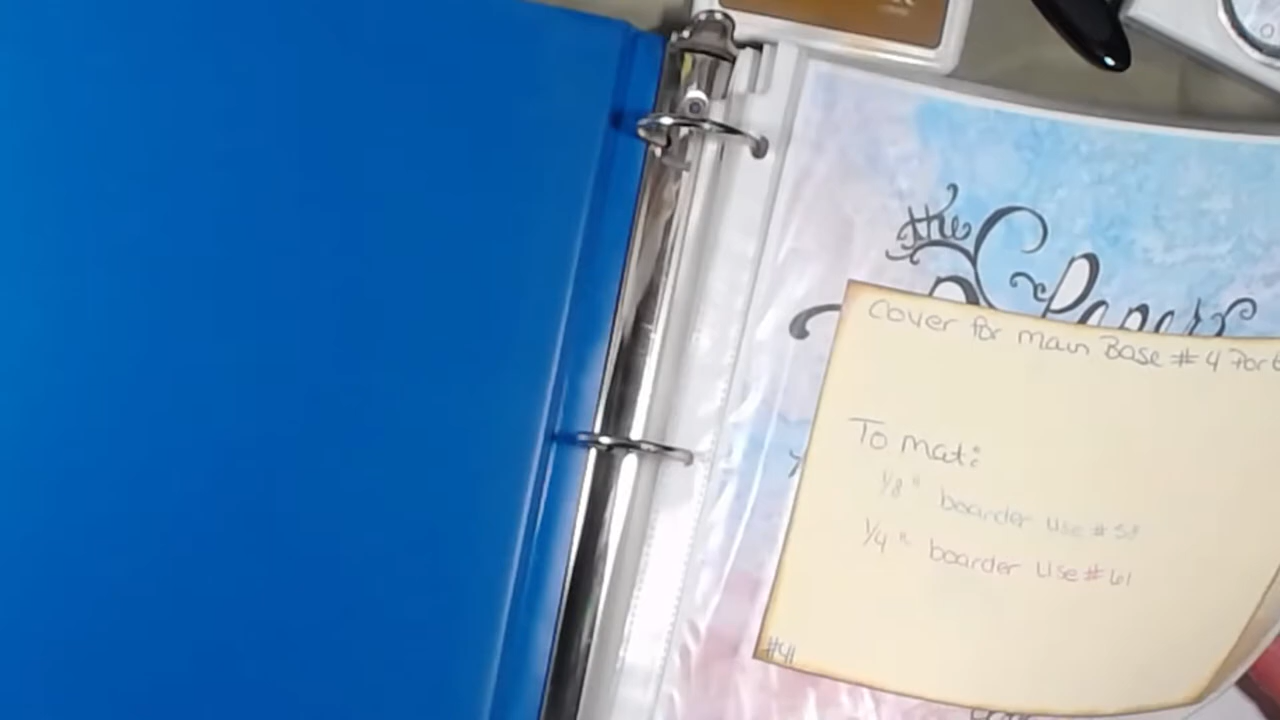 the
Papers
Cover for main Base # 4 Port
To mat:
1/8" boarder use #
1/4" boarder use # 61
#41